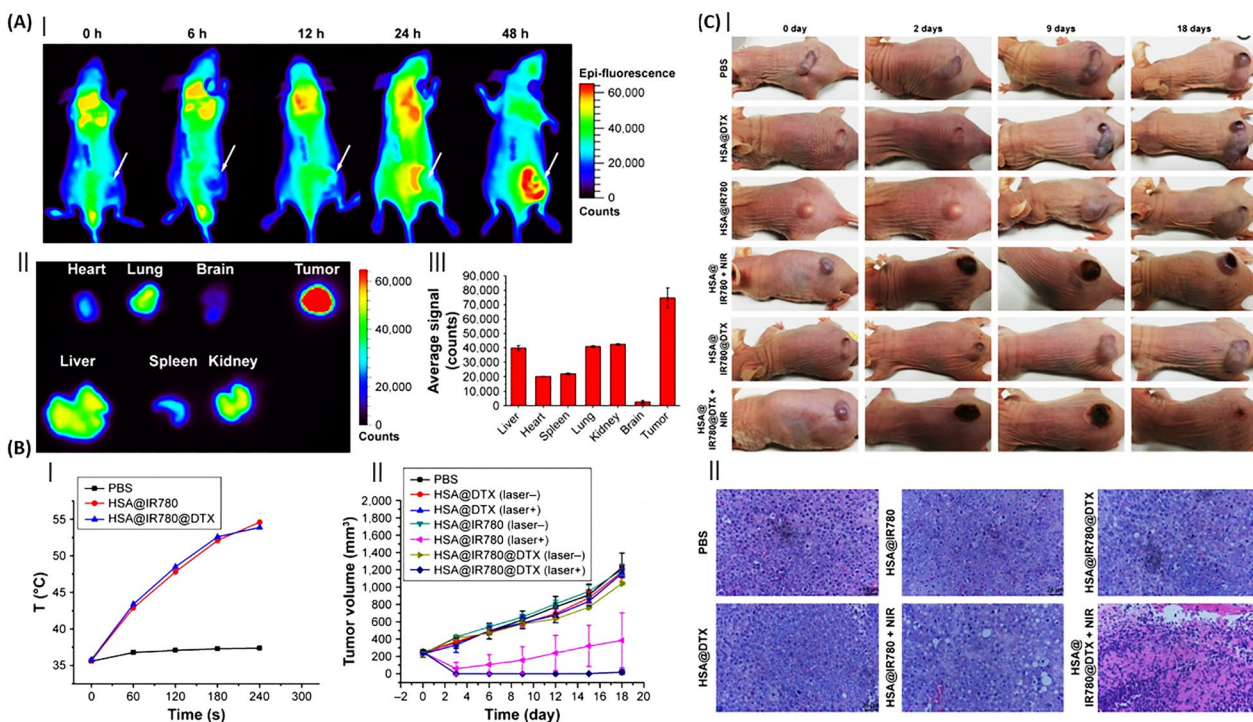 (A)
I
0 h 6 h 12 h 24 h 48 h
Epi-fluorescence
60,000
40,000
20,000
0
Counts
II
Heart Lung Brain Tumor
Liver Spleen Kidney
60,000
40,000
20,000
0
Counts
III
Average signal
(counts)
90,000
80,000
70,000
60,000
50,000
40,000
30,000
20,000
10,000
0
Liver
Heart
Spleen
Lung
Kidney
Brain
Tumor
(B)
I
PBS
HSA@IR780
HSA@IR780@DTX
T (°C)
55
50
45
40
35
0 60 120 180 240 300
Time (s)
II
PBS
HSA@DTX (laser–)
HSA@DTX (laser+)
HSA@IR780 (laser–)
HSA@IR780 (laser+)
HSA@IR780@DTX (laser–)
HSA@IR780@DTX (laser+)
Tumor volume (mm³)
2,000
1,800
1,600
1,400
1,200
1,000
800
600
400
200
0
–2 0 2 4 6 8 10 12 14 16 18 20
Time (day)
(C)
I
0 day 2 days 9 days 18 days
PBS
HSA@DTX
HSA@IR780
HSA@
IR780 + NIR
HSA@
IR780@DTX
HSA@
IR780@DTX +
NIR
II
PBS
HSA@IR780
HSA@IR780@DTX
HSA@DTX
HSA@IR780 + NIR
HSA@
IR780@DTX + NIR